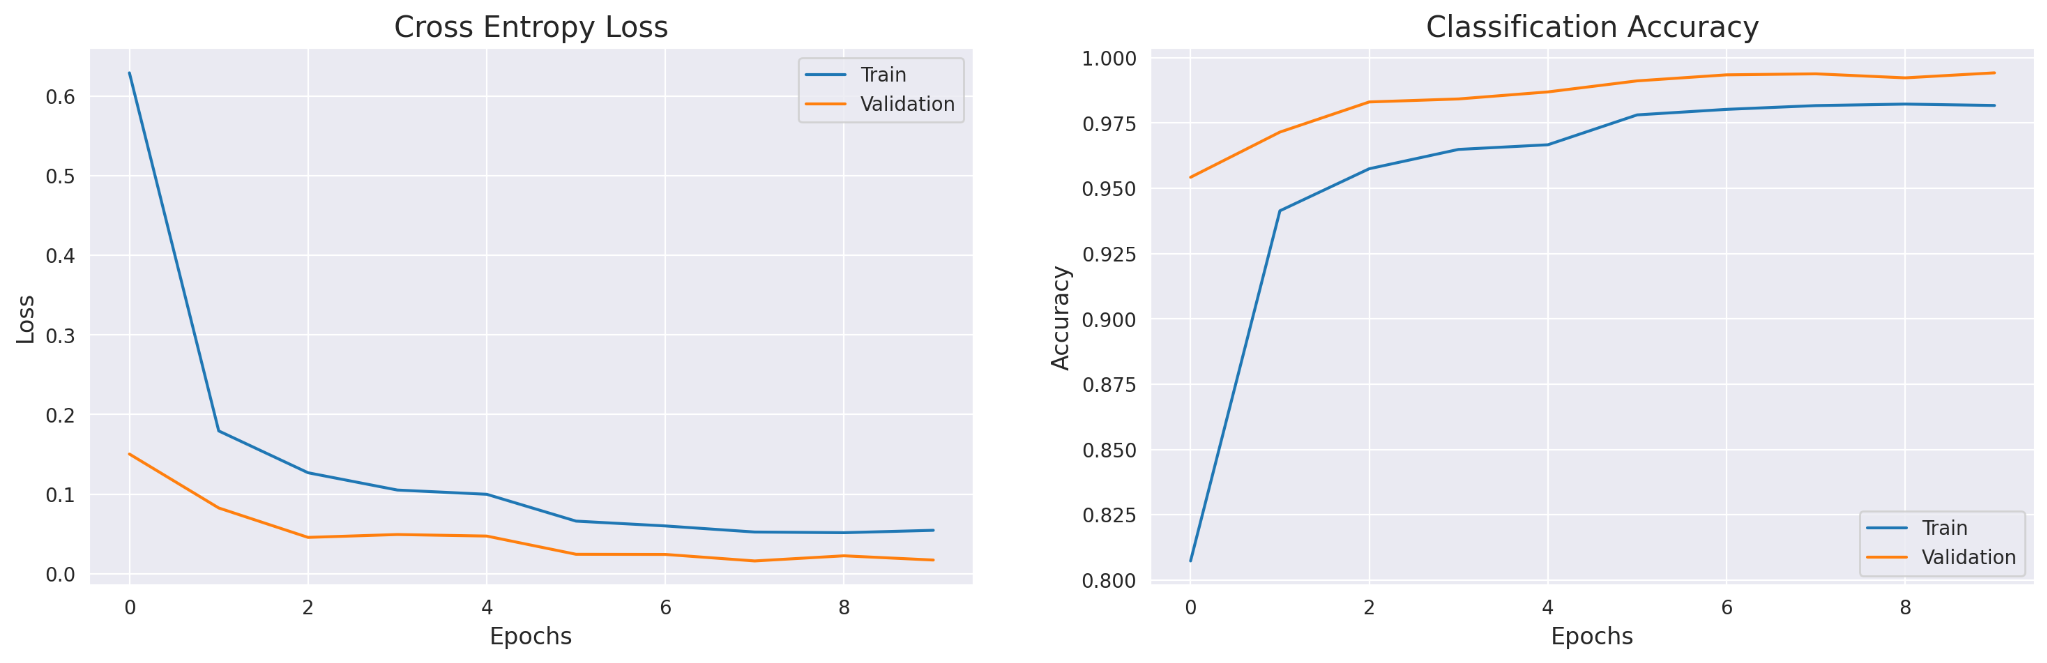 Cross Entropy Loss
Train
Validation
0.6
0.5
0.4
0.3
0.2
0.1
0.0
Loss
0 2 4 6 8
Epochs
Classification Accuracy
1.000
0.975
0.950
0.925
0.900
0.875
0.850
0.825
0.800
Accuracy
Train
Validation
0 2 4 6 8
Epochs